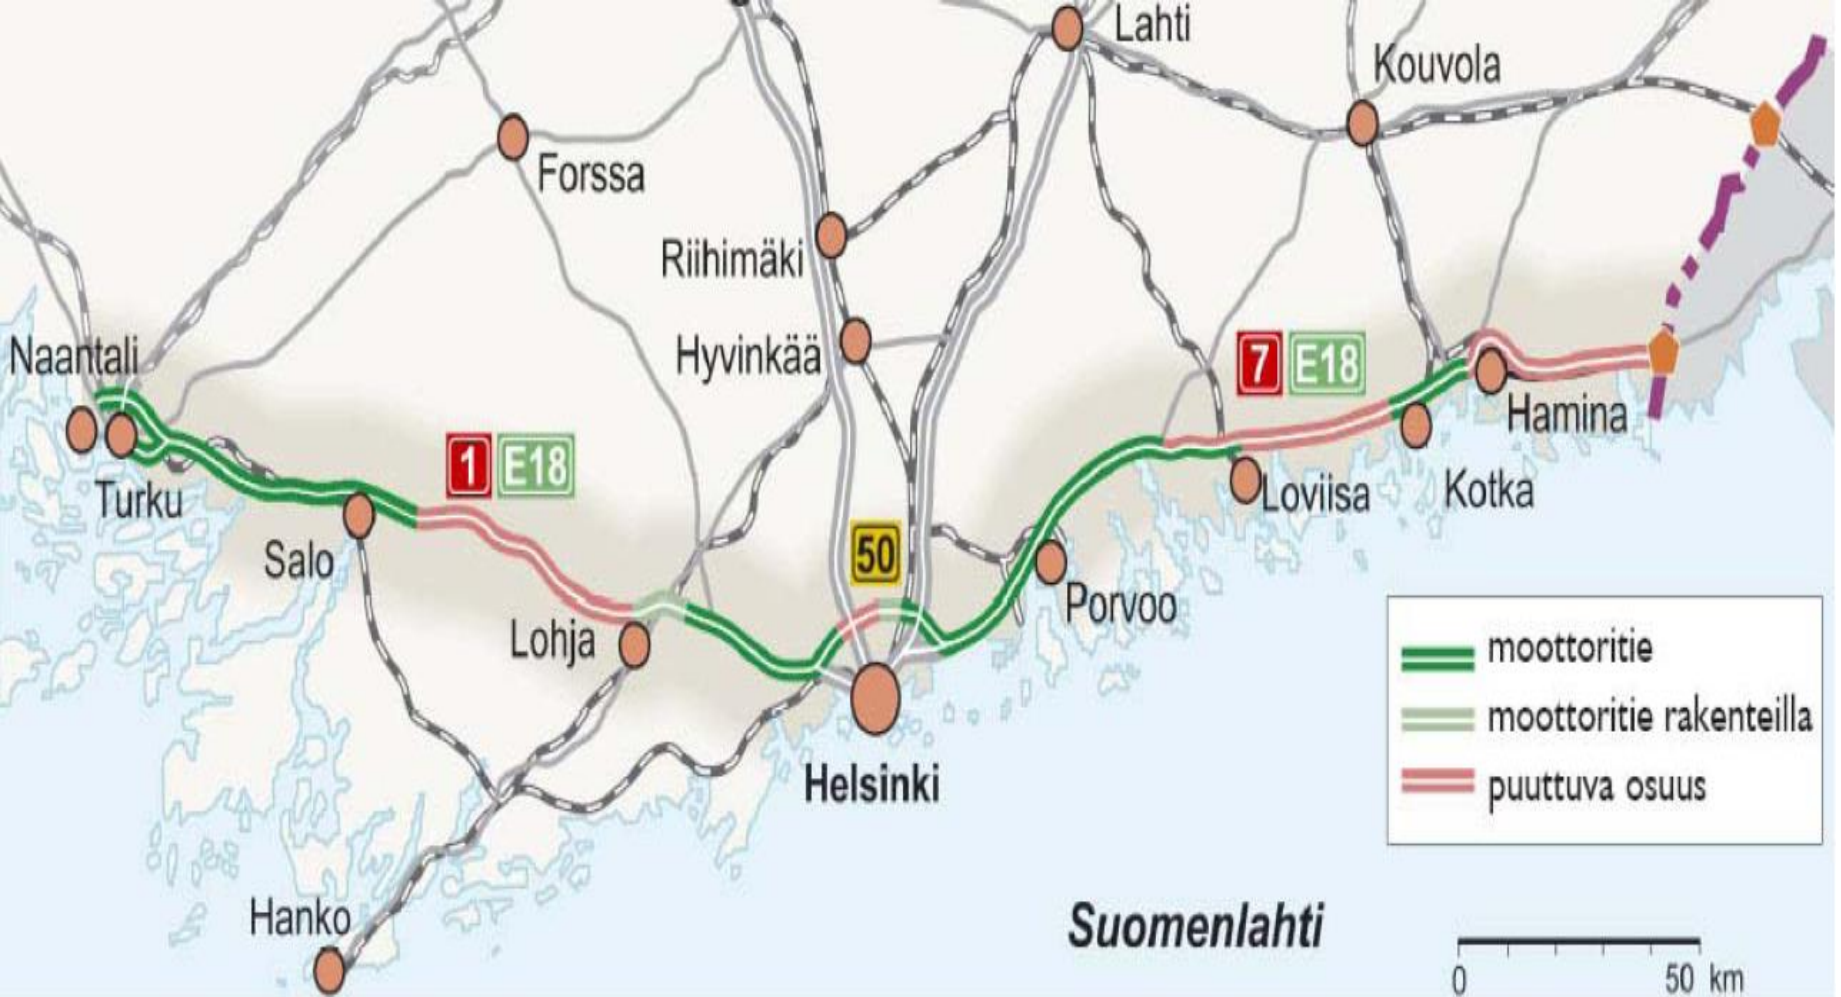 Lahti
Kouvola
Forssa
Riihimäki
Hyvinkää
Naantali
7 E18
Hamina
1 E18
Turku
Loviisa
Kotka
Salo
50
Porvoo
Lohja
moottoritie
moottoritie rakenteilla
puuttuva osuus
Helsinki
Hanko
Suomenlahti
0 50 km